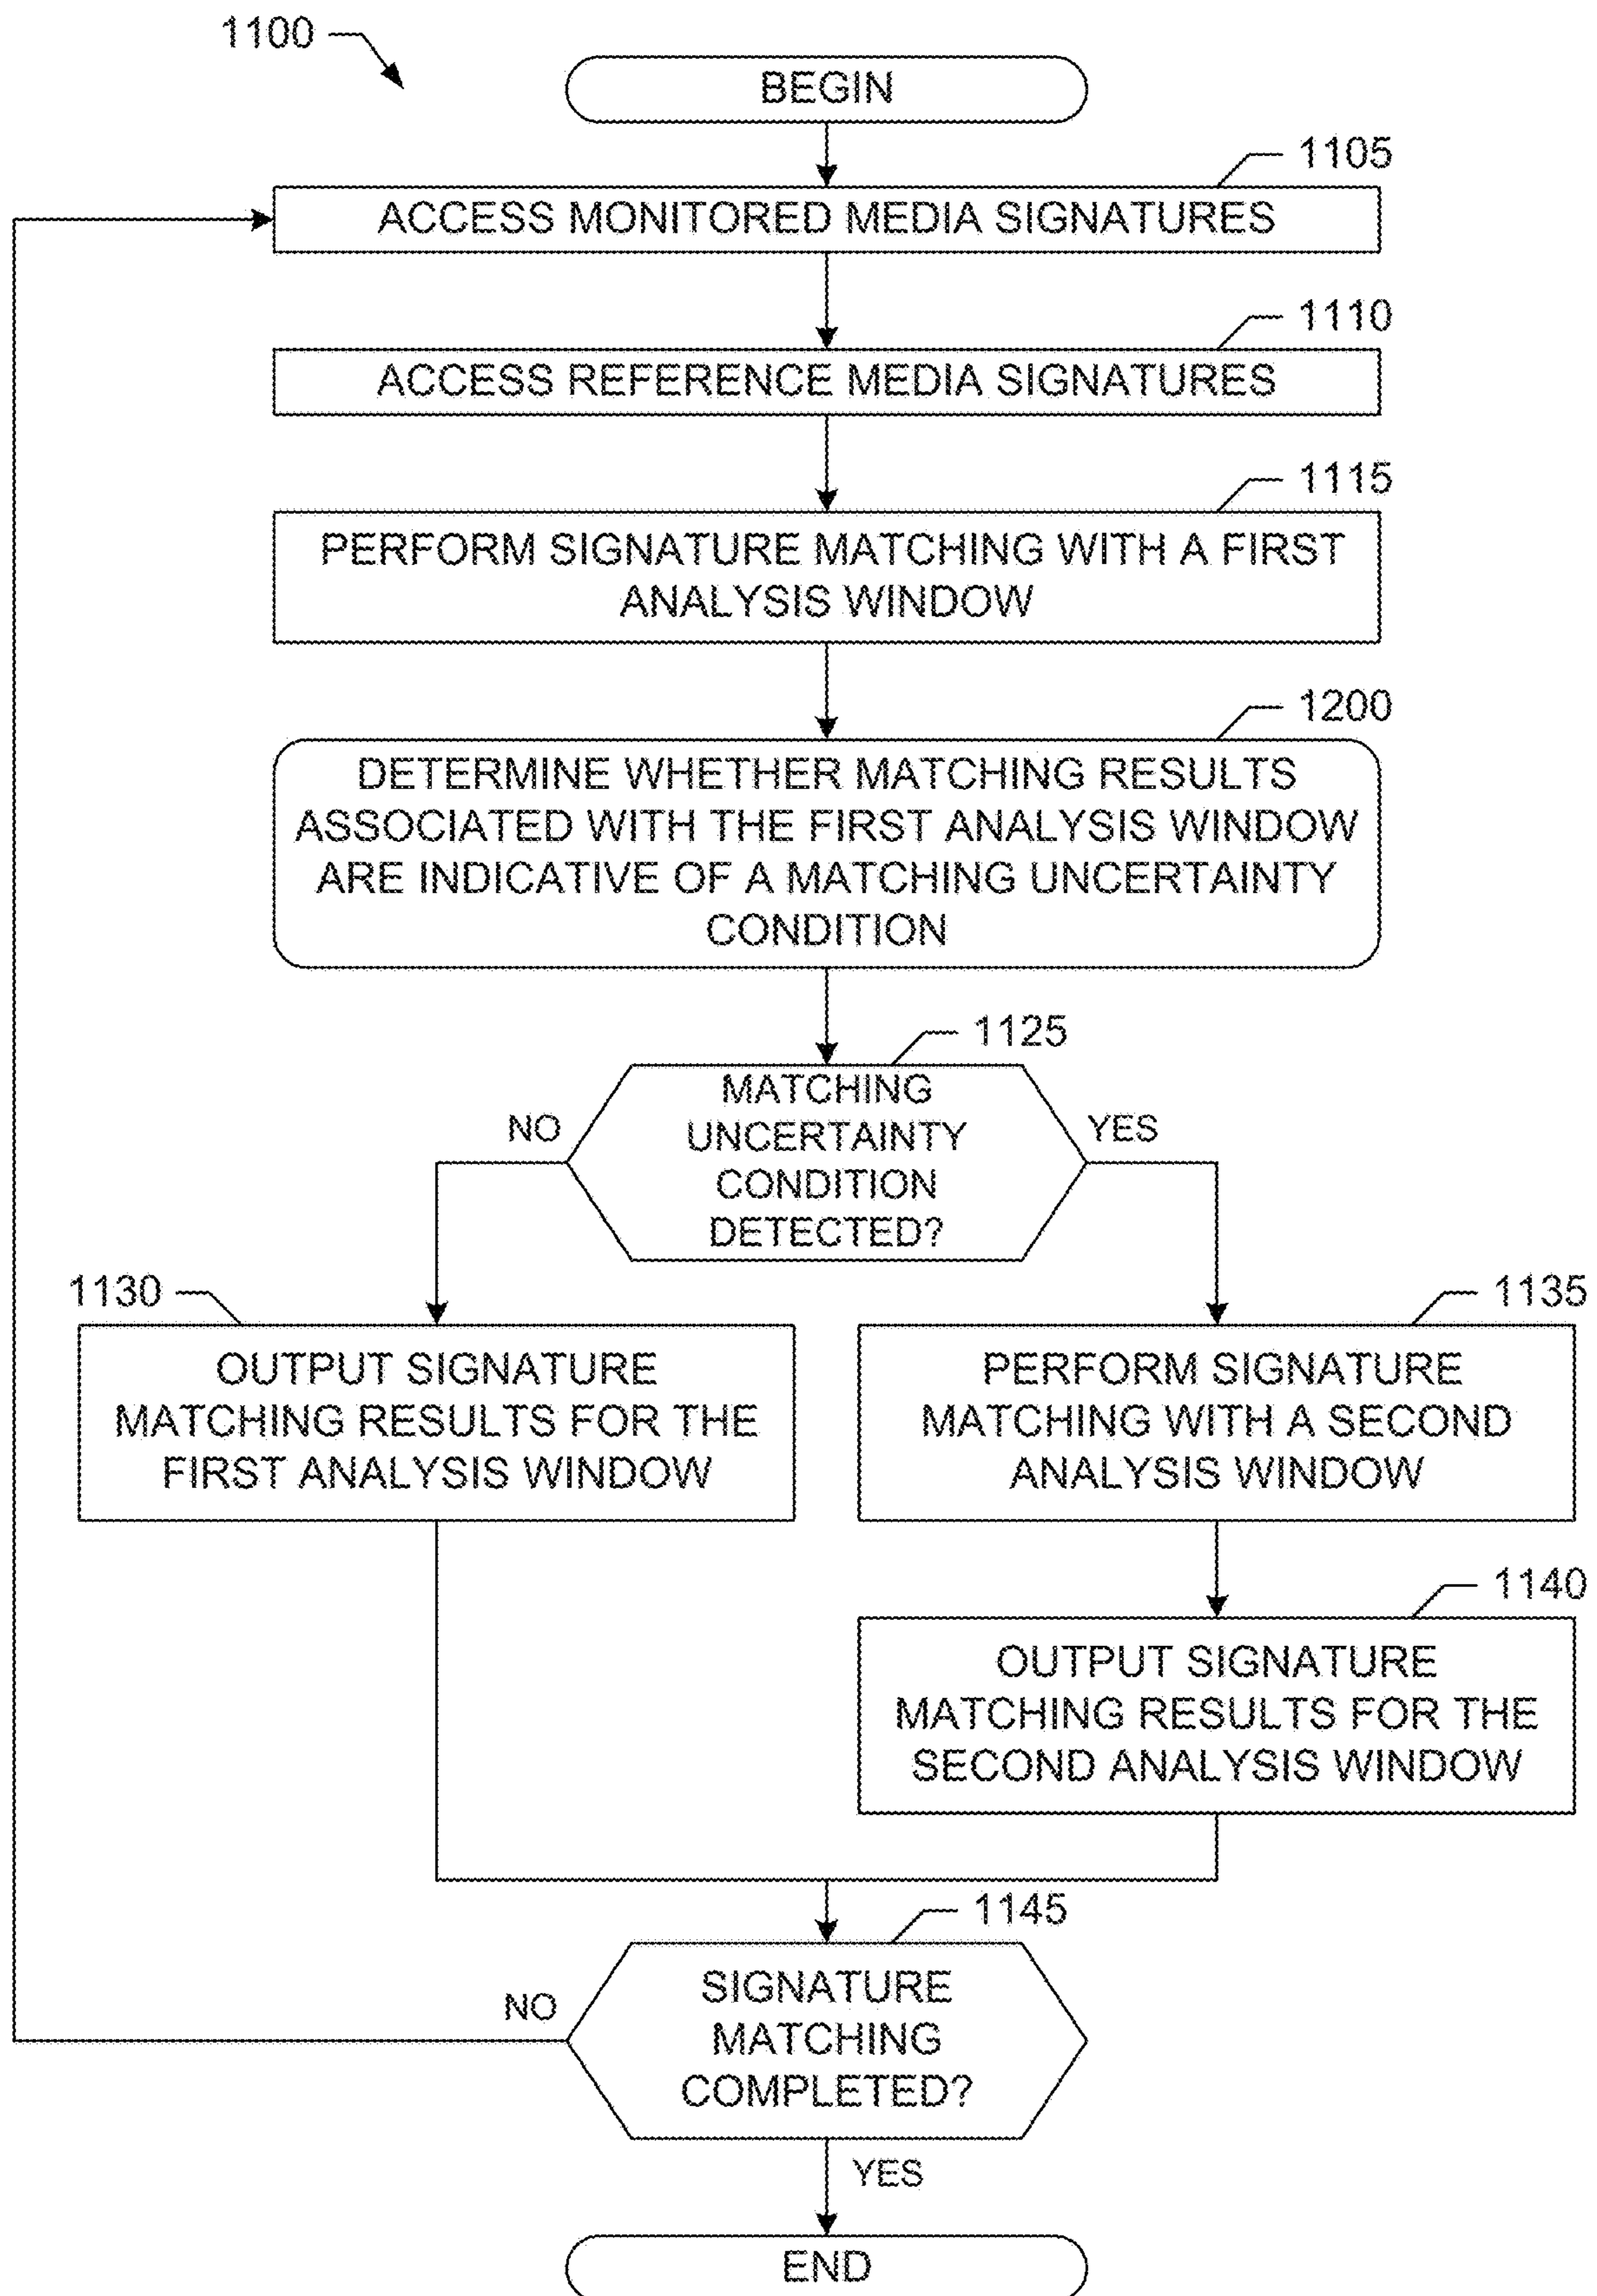 1100
BEGIN
1105
ACCESS MONITORED MEDIA SIGNATURES
1110
ACCESS REFERENCE MEDIA SIGNATURES
1115
PERFORM SIGNATURE MATCHING WITH A FIRST
ANALYSIS WINDOW
1200
DETERMINE WHETHER MATCHING RESULTS
ASSOCIATED WITH THE FIRST ANALYSIS WINDOW
ARE INDICATIVE OF A MATCHING UNCERTAINTY
CONDITION
1125
MATCHING
UNCERTAINTY
CONDITION
DETECTED?
NO
YES
1130
OUTPUT SIGNATURE
MATCHING RESULTS FOR THE
FIRST ANALYSIS WINDOW
1135
PERFORM SIGNATURE
MATCHING WITH A SECOND
ANALYSIS WINDOW
1140
OUTPUT SIGNATURE
MATCHING RESULTS FOR THE
SECOND ANALYSIS WINDOW
1145
SIGNATURE
MATCHING
COMPLETED?
NO
YES
END